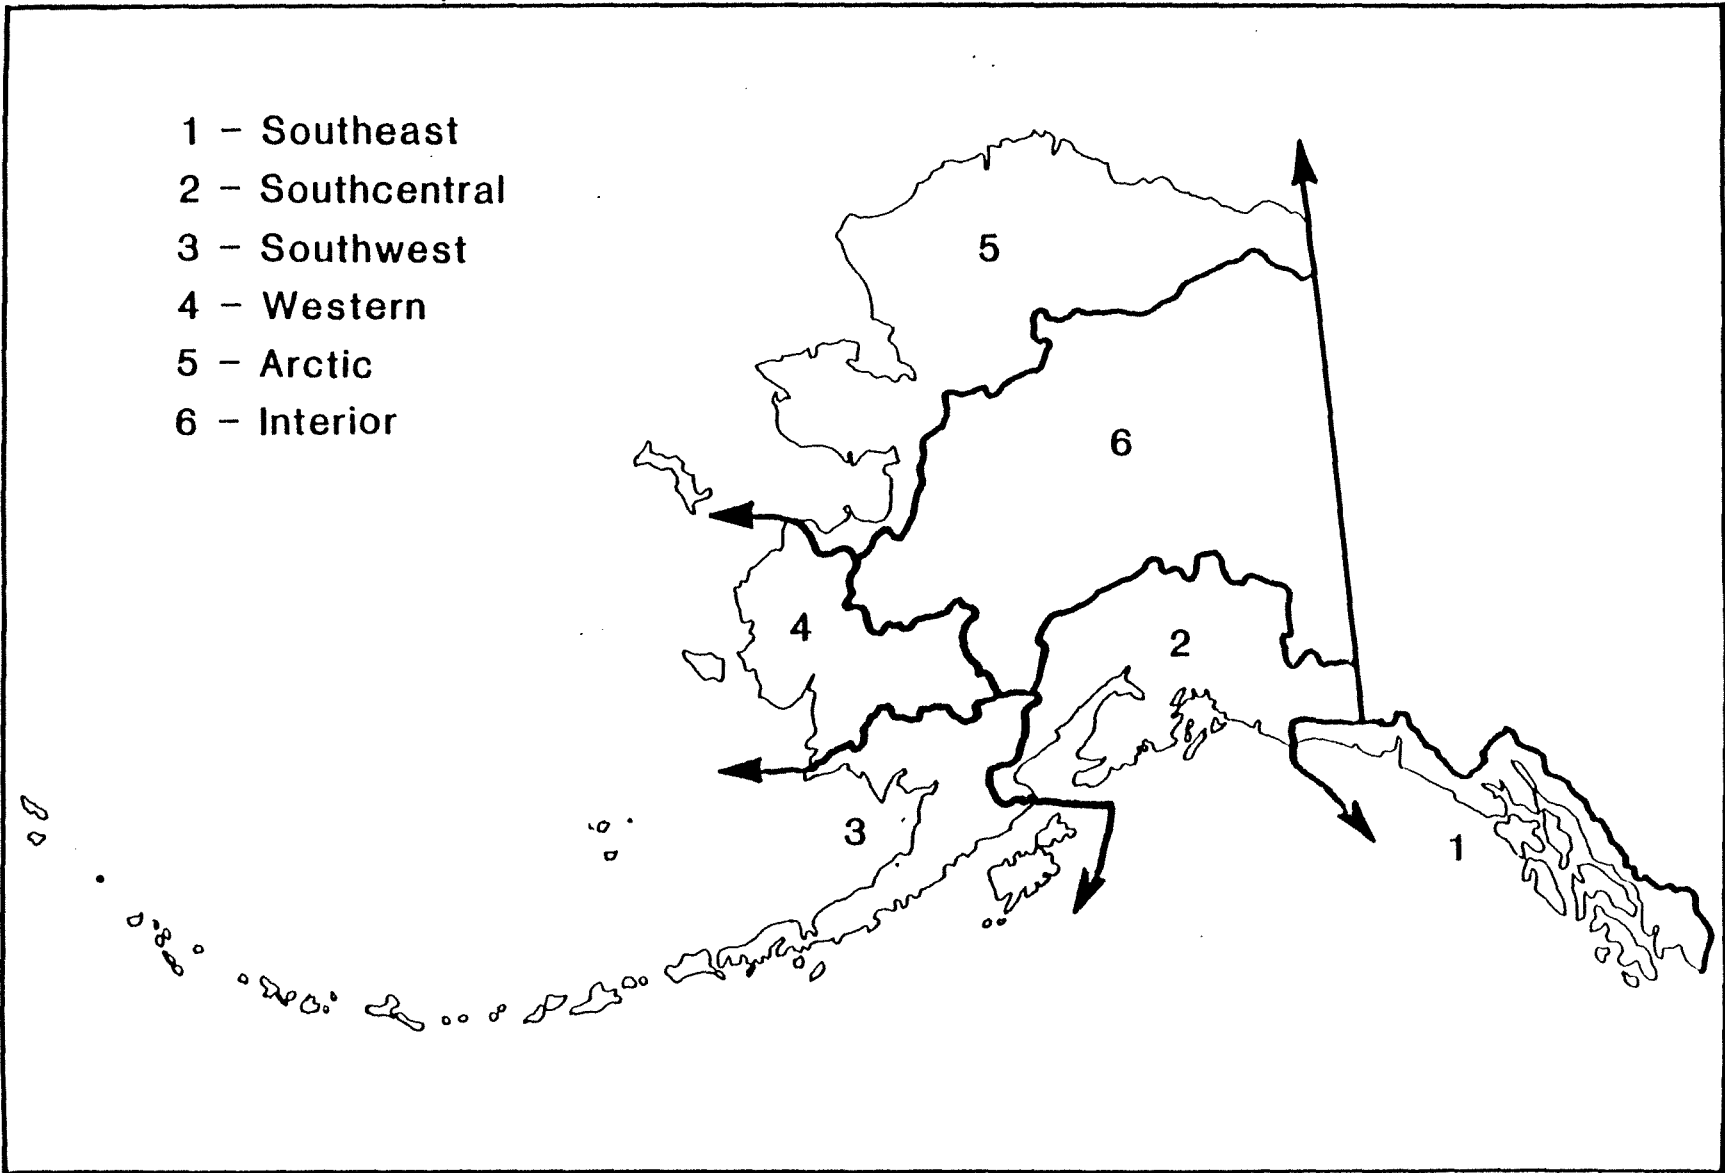 1 – Southeast
2 – Southcentral
3 – Southwest
4 – Western
5 – Arctic
6 – Interior
5
6
4
2
3
1